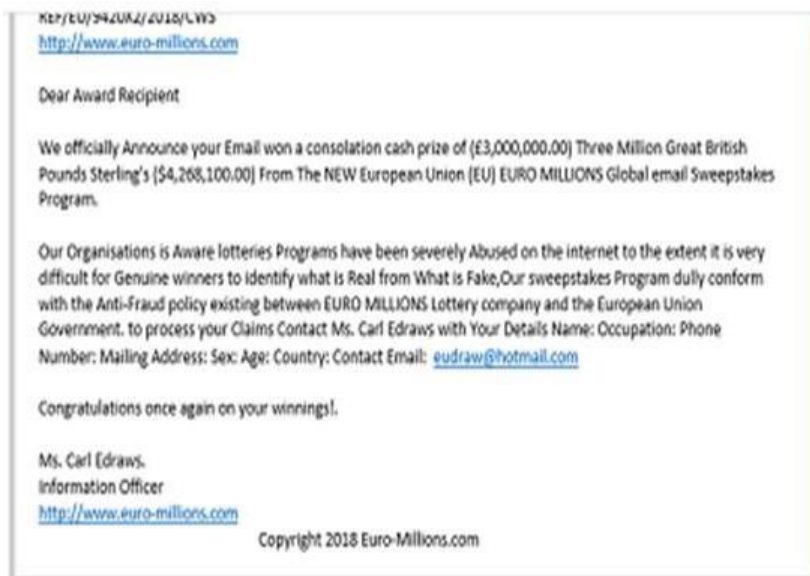 REF/EU/9420X2/2018/CWS
http://www.euro-millions.com
Dear Award Recipient
We officially Announce your Email won a consolation cash prize of (£3,000,000.00) Three Million Great British
Pounds Sterling's ($4,268,100.00) From The NEW European Union (EU) EURO MILLIONS Global email Sweepstakes
Program.
Our Organisations is Aware lotteries Programs have been severely Abused on the internet to the extent it is very
difficult for Genuine winners to identify what is Real from What is Fake,Our sweepstakes Program dully conform
with the Anti-Fraud policy existing between EURO MILLIONS Lottery company and the European Union
Government. to process your Claims Contact Ms. Carl Edraws with Your Details Name: Occupation: Phone
Number: Mailing Address: Sex: Age: Country: Contact Email: eudraw@hotmail.com
Congratulations once again on your winnings!.
Ms. Carl Edraws.
Information Officer
http://www.euro-millions.com
Copyright 2018 Euro-Millions.com